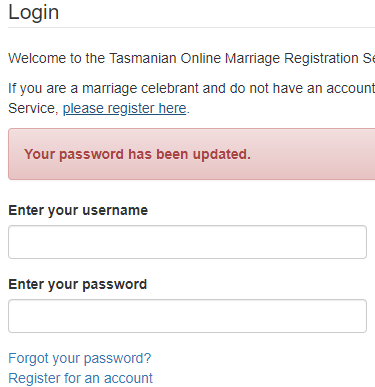 Login
Welcome to the Tasmanian Online Marriage Registration
If you are a marriage celebrant and do not have an account
Service, please register here.
Your password has been updated.
Enter your username
Enter your password
Forgot your password?
Register for an account